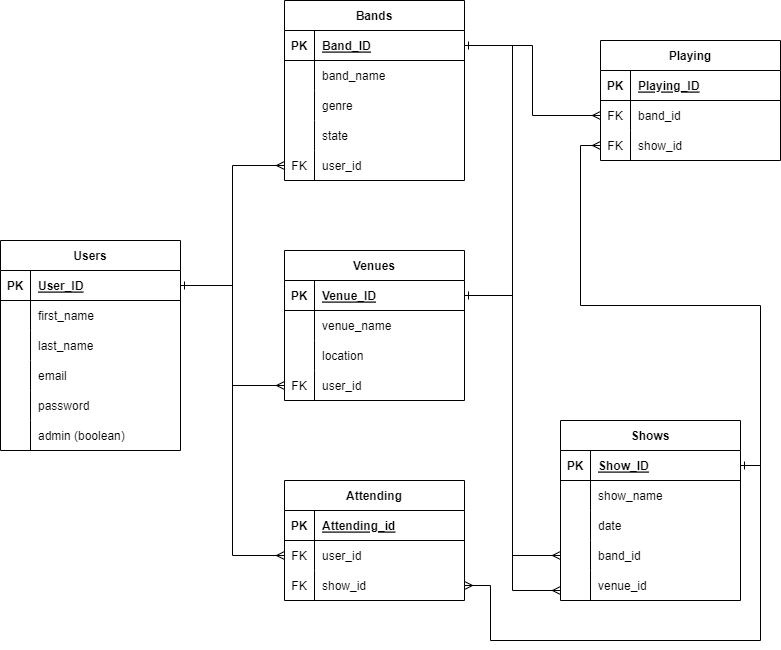 Bands
PK Band_ID
band_name
genre
state
FK user_id
Playing
PK Playing_ID
FK band_id
FK show_id
Users
PK User_ID
first_name
last_name
email
password
admin (boolean)
Venues
PK Venue_ID
venue_name
location
FK user_id
Attending
PK Attending_id
FK user_id
FK show_id
Shows
PK Show_ID
show_name
date
band_id
venue_id